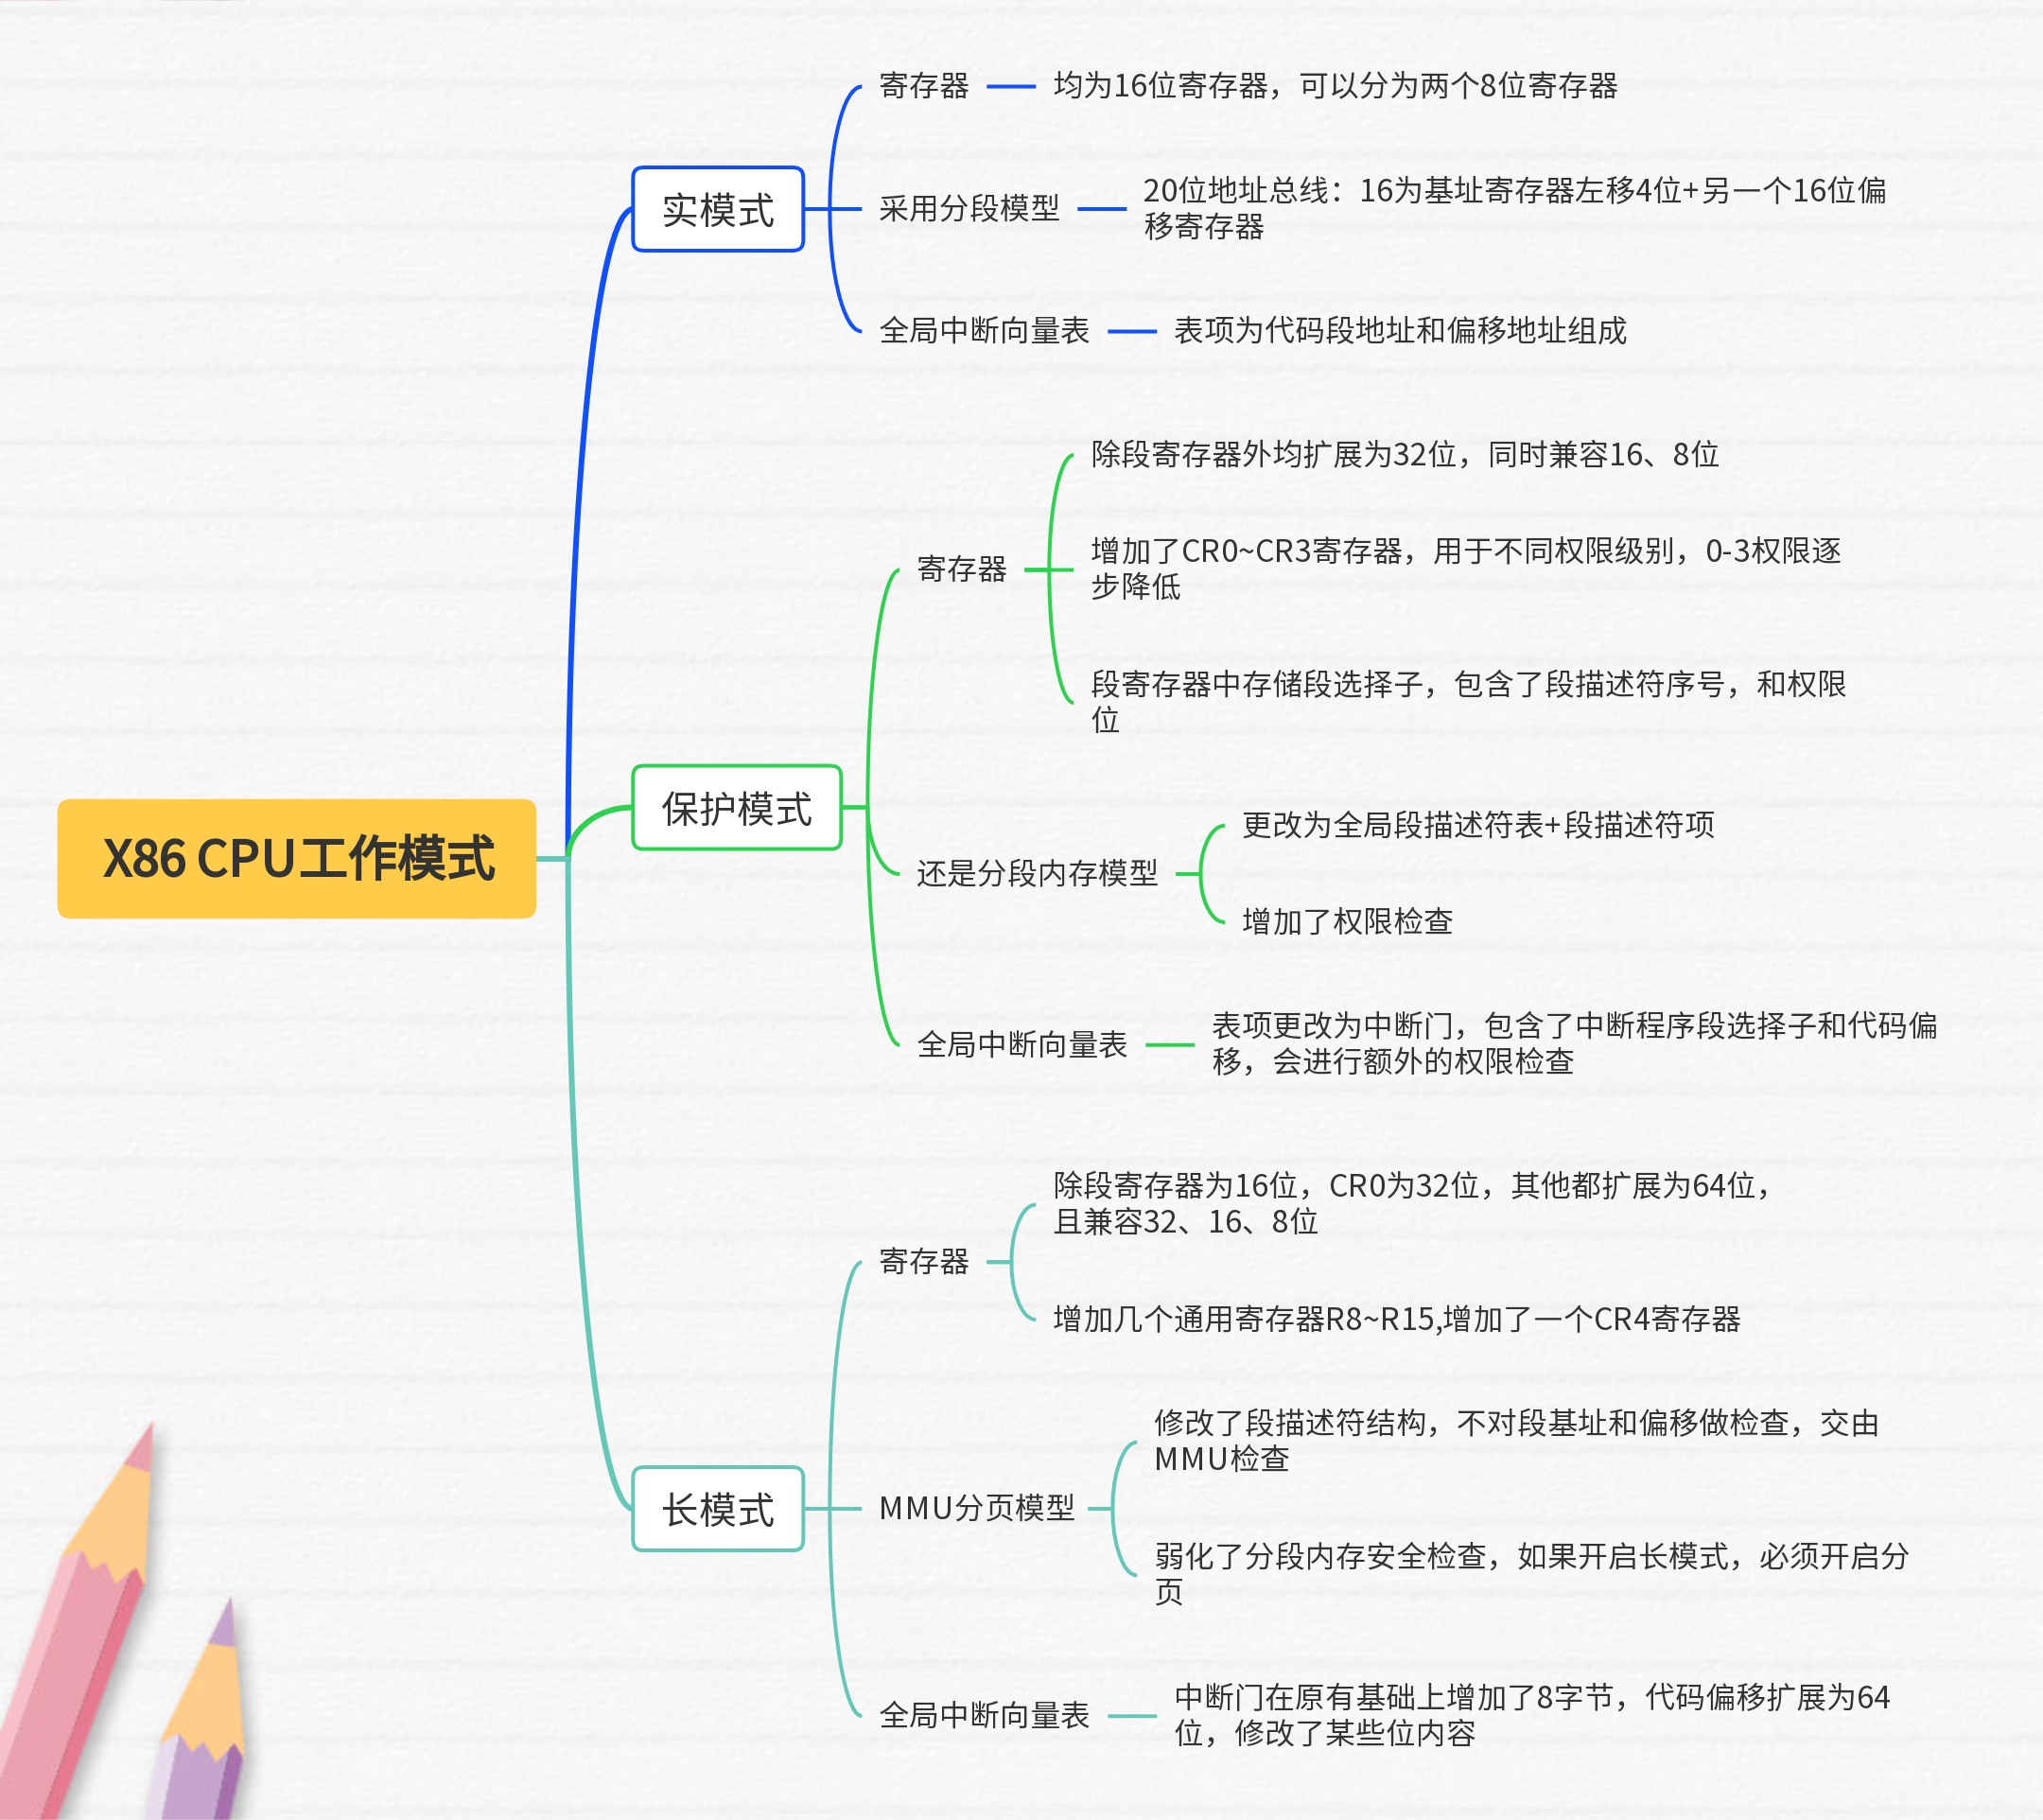 X86 CPU工作模式
实模式
寄存器
均为16位寄存器，可以分为两个8位寄存器
采用分段模型
20位地址总线：16为基址寄存器左移4位+另一个16位偏
移寄存器
全局中断向量表
表项为代码段地址和偏移地址组成
保护模式
寄存器
除段寄存器外均扩展为32位，同时兼容16、8位
增加了CR0~CR3寄存器，用于不同权限级别，0-3权限逐
步降低
段寄存器中存储段选择子，包含了段描述符序号，和权限
位
还是分段内存模型
更改为全局段描述符表+段描述符项
增加了权限检查
全局中断向量表
表项更改为中断门，包含了中断程序段选择子和代码偏
移，会进行额外的权限检查
长模式
寄存器
除段寄存器为16位，CR0为32位，其他都扩展为64位，
且兼容32、16、8位
增加几个通用寄存器R8~R15,增加了一个CR4寄存器
MMU分页模型
修改了段描述符结构，不对段基址和偏移做检查，交由
MMU检查
弱化了分段内存安全检查，如果开启长模式，必须开启分
页
全局中断向量表
中断门在原有基础上增加了8字节，代码偏移扩展为64
位，修改了某些位内容